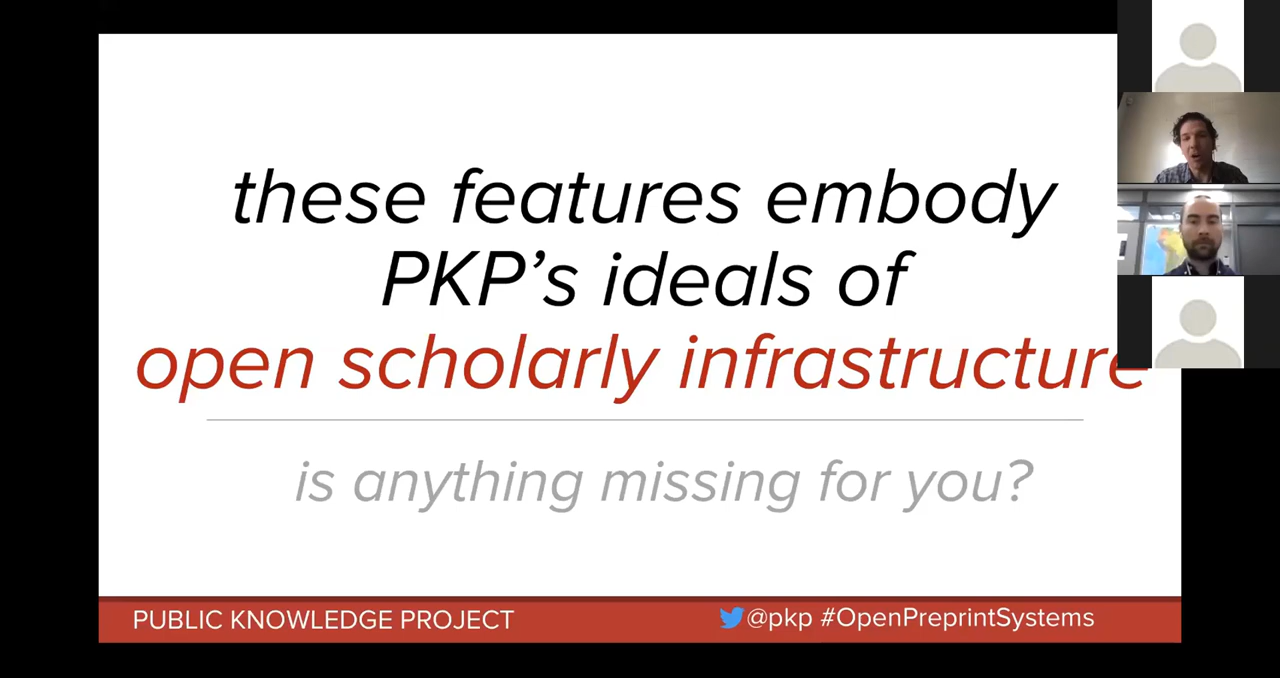 these features embody
PKP’s ideals of
open scholarly infrastructure
is anything missing for you?
PUBLIC KNOWLEDGE PROJECT
@pkp #OpenPreprintSystems